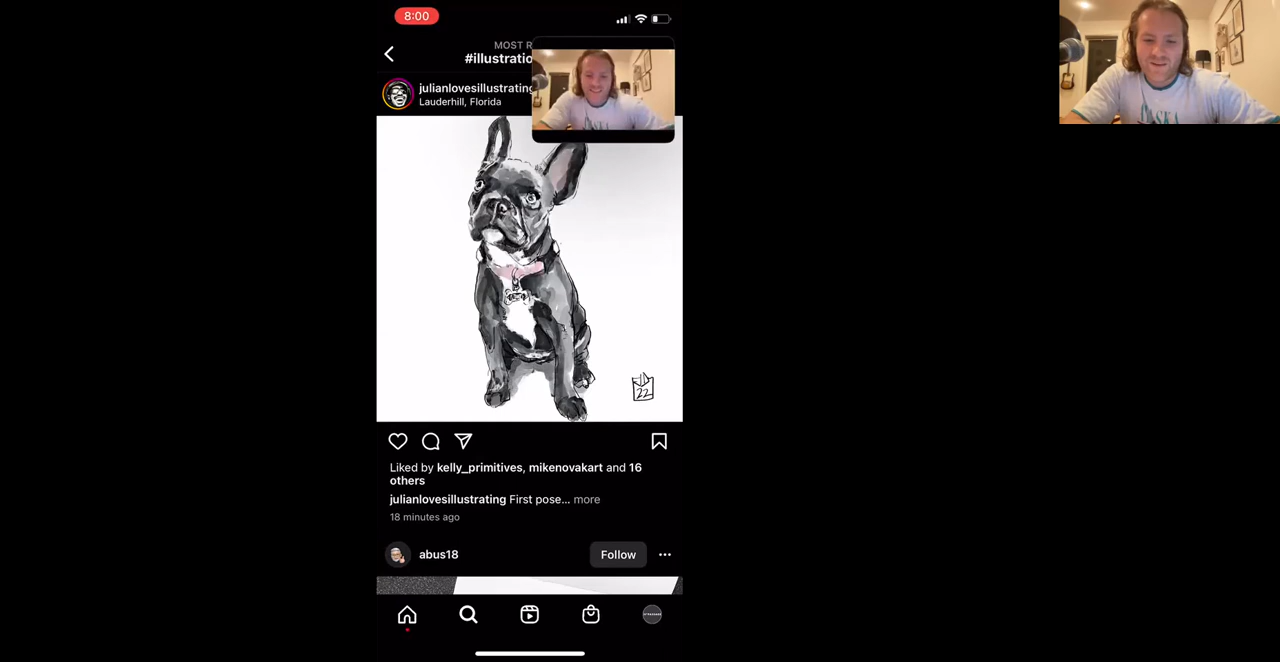 8:00
MOST R
#illustratio
julianlovesillustrating
Lauderhill, Florida
22
Liked by kelly_primitives, mikenovakart and 16
others
julianlovesillustrating First pose... more
18 minutes ago
abus18
Follow